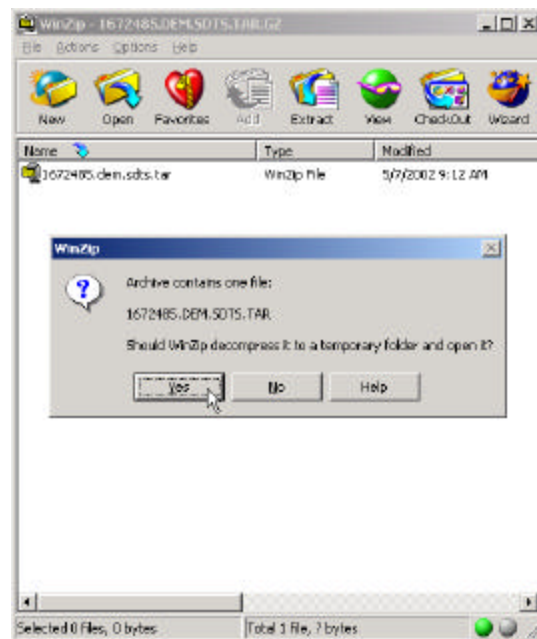 WinZip - 1672485.DEM.SDTS.TAR.GZ
File Actions Options Help
New Open Favorites Add Extract View CheckOut Wizard
Name Type Modified
1672485.dem.sdts.tar WinZip File 5/7/2002 9:12 AM
WinZip
Archive contains one file:
1672485.DEM.SDTS.TAR
Should WinZip decompress it to a temporary folder and open it?
Yes No Help
Selected 0 files, 0 bytes Total 1 file, ? bytes